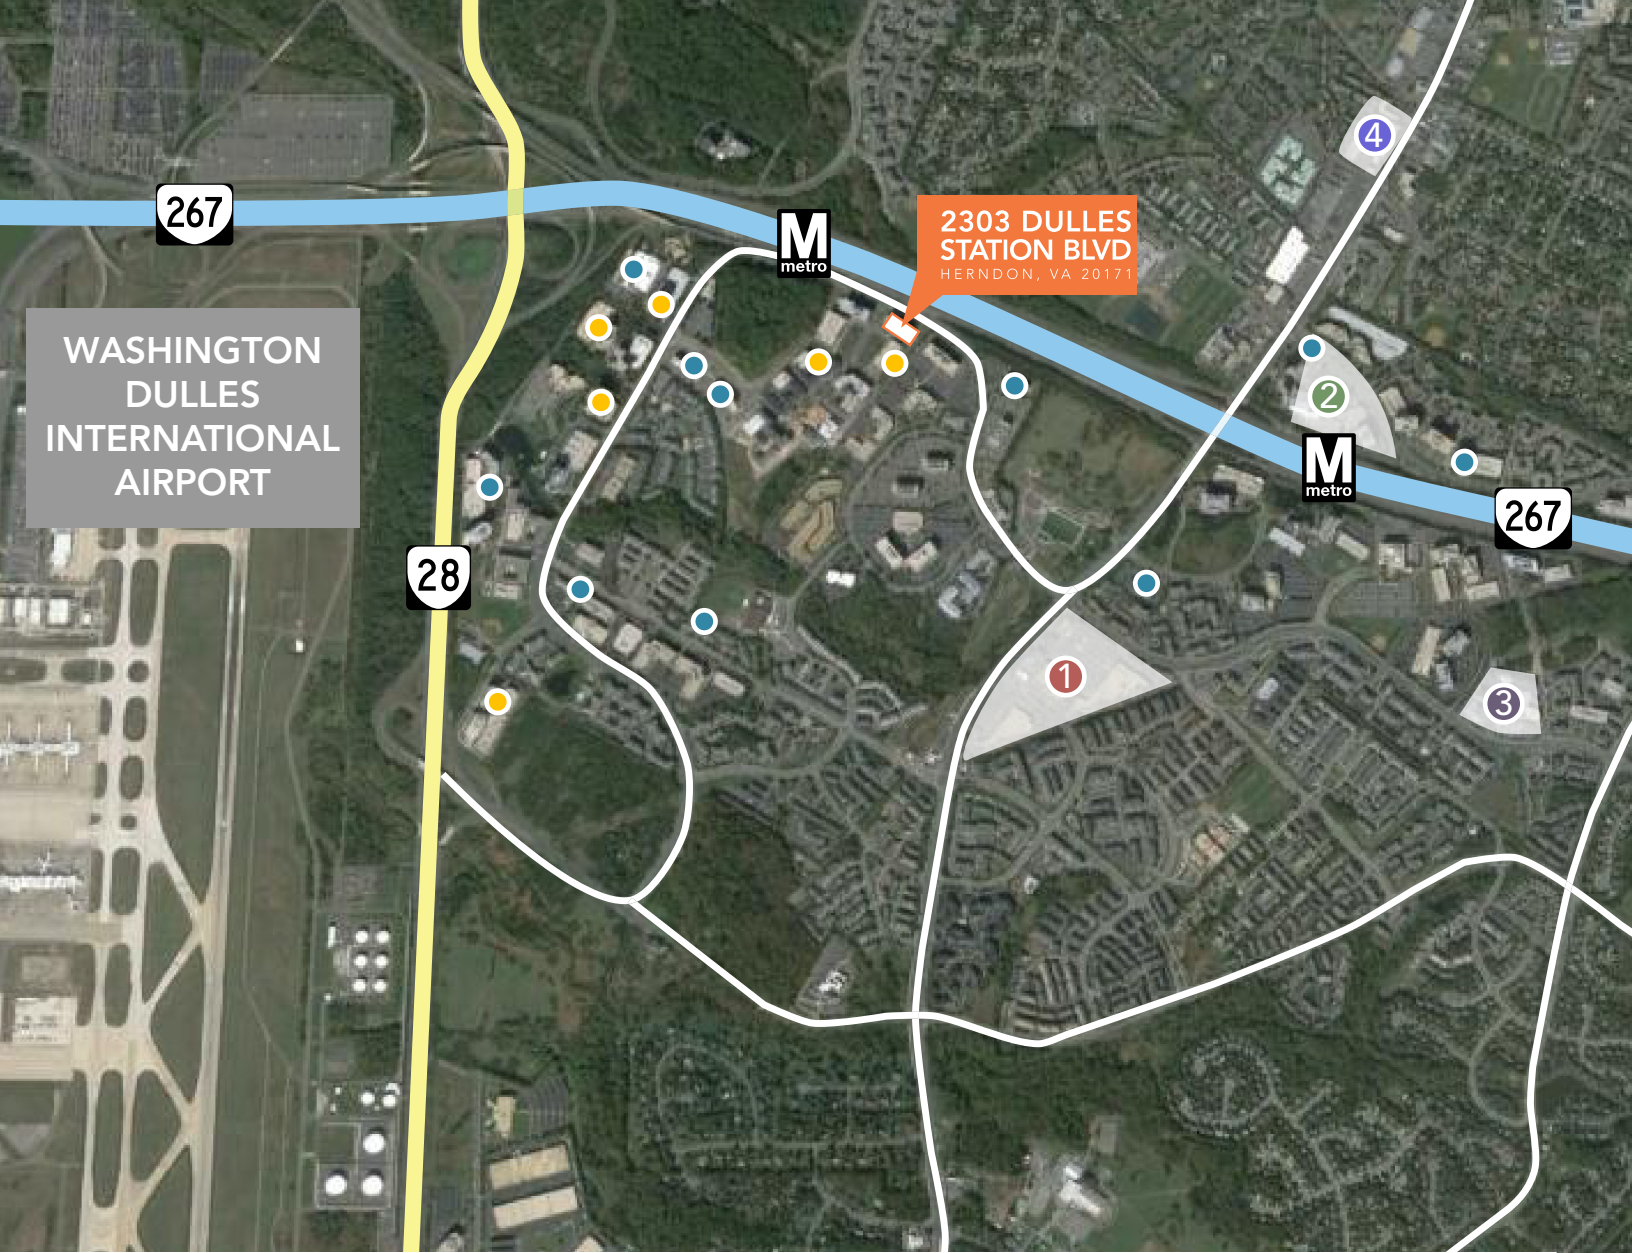 4
267
M
metro
2303 DULLES
STATION BLVD
HERNDON, VA 20171
WASHINGTON
DULLES
INTERNATIONAL
AIRPORT
2
M
metro
267
28
1
3